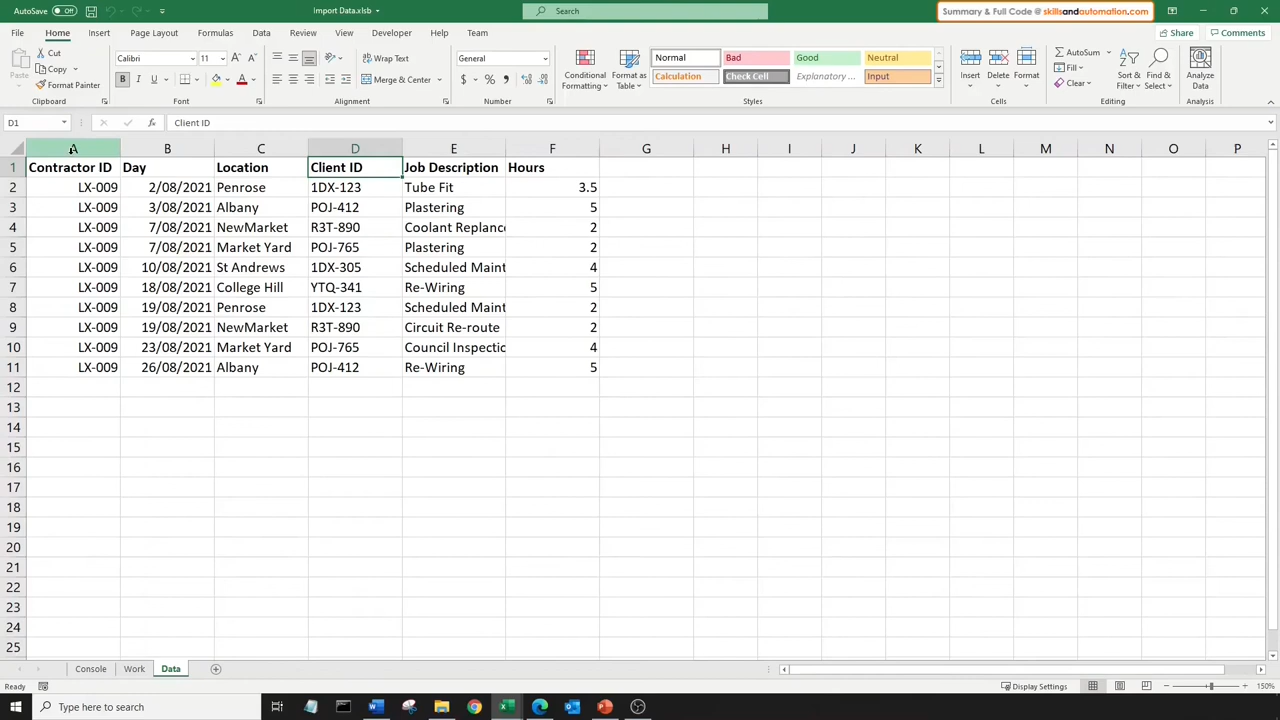 AutoSave Off Import Data.xlsb Search Summary & Full Code @ skillsandautomation.com
File Home Insert Page Layout Formulas Data Review View Developer Help Team Share Comments
Paste Cut Copy Format Painter Clipboard
Calibri 11 B I U A Font
Wrap Text Merge & Center Alignment
General $ % Number
Conditional Formatting Format as Table Normal Bad Good Neutral Calculation Check Cell Explanatory ... Input Styles
Insert Delete Format Cells
AutoSum Fill Clear Sort & Filter Find & Select Editing
Analyze Data Analysis
D1 fx Client ID
A B C D E F G H I J K L M N O P
1 Contractor ID Day Location Client ID Job Description Hours
2 LX-009 2/08/2021 Penrose 1DX-123 Tube Fit 3.5
3 LX-009 3/08/2021 Albany POJ-412 Plastering 5
4 LX-009 7/08/2021 NewMarket R3T-890 Coolant Replanc 2
5 LX-009 7/08/2021 Market Yard POJ-765 Plastering 2
6 LX-009 10/08/2021 St Andrews 1DX-305 Scheduled Maint 4
7 LX-009 18/08/2021 College Hill YTQ-341 Re-Wiring 5
8 LX-009 19/08/2021 Penrose 1DX-123 Scheduled Maint 2
9 LX-009 19/08/2021 NewMarket R3T-890 Circuit Re-route 2
10 LX-009 23/08/2021 Market Yard POJ-765 Council Inspectio 4
11 LX-009 26/08/2021 Albany POJ-412 Re-Wiring 5
12
13
14
15
16
17
18
19
20
21
22
23
24
25
Console Work Data
Ready Display Settings 150%
Type here to search